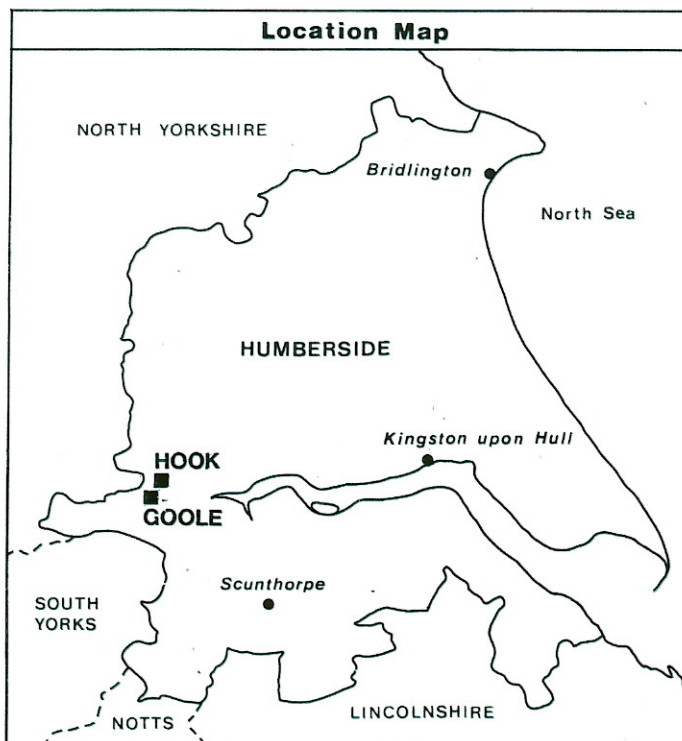 Location Map
NORTH YORKSHIRE
Bridlington
North Sea
HUMBERSIDE
Kingston upon Hull
HOOK
GOOLE
Scunthorpe
SOUTH
YORKS
NOTTS
LINCOLNSHIRE